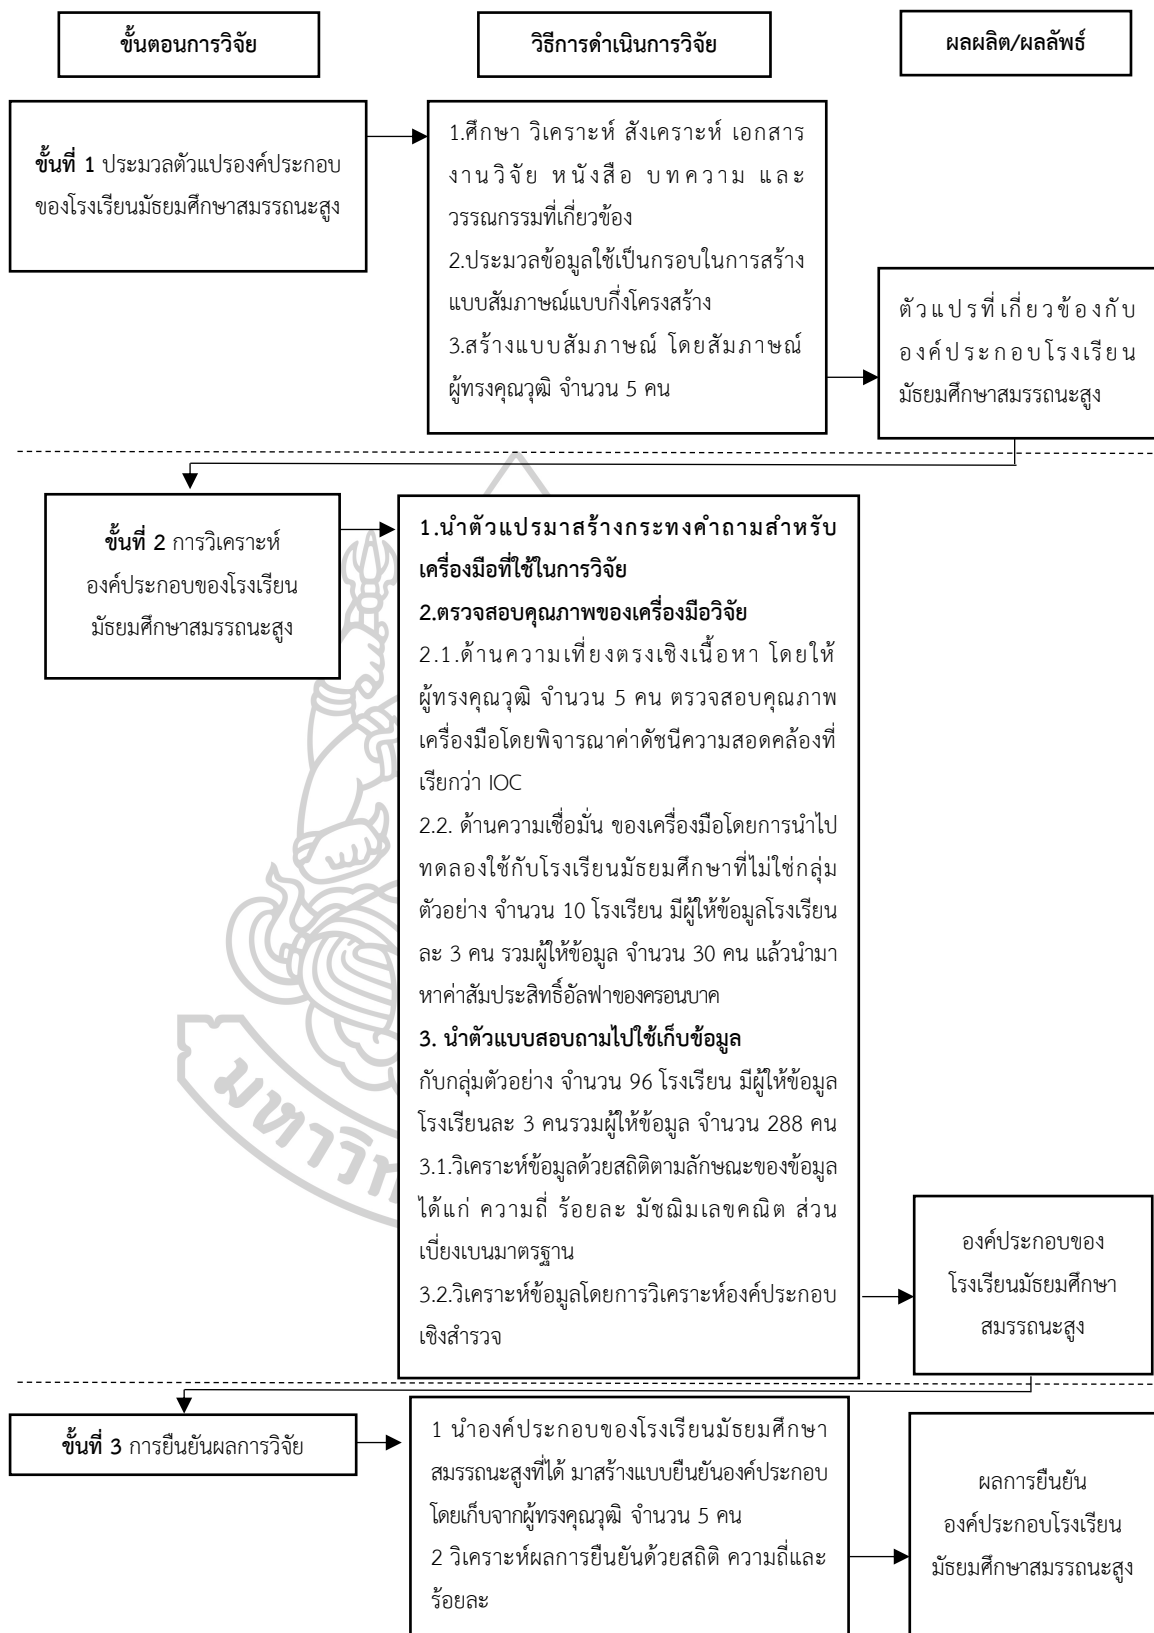 ขั้นตอนการวิจัย
วิธีการดำเนินการวิจัย
ผลผลิต/ผลลัพธ์
ขั้นที่ 1 ประมวลตัวแปรองค์ประกอบ
ของโรงเรียนมัธยมศึกษาสมรรถนะสูง
1.ศึกษา วิเคราะห์ สังเคราะห์ เอกสาร
งานวิจัย หนังสือ บทความ และ
วรรณกรรมที่เกี่ยวข้อง
2.ประมวลข้อมูลใช้เป็นกรอบในการสร้าง
แบบสัมภาษณ์แบบกึ่งโครงสร้าง
3.สร้างแบบสัมภาษณ์ โดยสัมภาษณ์
ผู้ทรงคุณวุฒิ จำนวน 5 คน
ตัวแปรที่เกี่ยวข้องกับ
องค์ประกอบโรงเรียน
มัธยมศึกษาสมรรถนะสูง
ขั้นที่ 2 การวิเคราะห์
องค์ประกอบของโรงเรียน
มัธยมศึกษาสมรรถนะสูง
1.นำตัวแปรมาสร้างกระทงคำถามสำหรับ
เครื่องมือที่ใช้ในการวิจัย
2.ตรวจสอบคุณภาพของเครื่องมือวิจัย
2.1.ด้านความเที่ยงตรงเชิงเนื้อหา โดยให้
ผู้ทรงคุณวุฒิ จำนวน 5 คน ตรวจสอบคุณภาพ
เครื่องมือโดยพิจารณาค่าดัชนีความสอดคล้องที่
เรียกว่า IOC
2.2. ด้านความเชื่อมั่น ของเครื่องมือโดยการนำไป
ทดลองใช้กับโรงเรียนมัธยมศึกษาที่ไม่ใช่กลุ่ม
ตัวอย่าง จำนวน 10 โรงเรียน มีผู้ให้ข้อมูลโรงเรียน
ละ 3 คน รวมผู้ให้ข้อมูล จำนวน 30 คน แล้วนำมา
หาค่าสัมประสิทธิ์อัลฟาของครอนบาค
3. นำตัวแบบสอบถามไปใช้เก็บข้อมูล
กับกลุ่มตัวอย่าง จำนวน 96 โรงเรียน มีผู้ให้ข้อมูล
โรงเรียนละ 3 คนรวมผู้ให้ข้อมูล จำนวน 288 คน
3.1.วิเคราะห์ข้อมูลด้วยสถิติตามลักษณะของข้อมูล
ได้แก่ ความถี่ ร้อยละ มัชฌิมเลขคณิต ส่วน
เบี่ยงเบนมาตรฐาน
3.2.วิเคราะห์ข้อมูลโดยการวิเคราะห์องค์ประกอบ
เชิงสำรวจ
มหาวิท
องค์ประกอบของ
โรงเรียนมัธยมศึกษา
สมรรถนะสูง
ขั้นที่ 3 การยืนยันผลการวิจัย
1 นำองค์ประกอบของโรงเรียนมัธยมศึกษา
สมรรถนะสูงที่ได้ มาสร้างแบบยืนยันองค์ประกอบ
โดยเก็บจากผู้ทรงคุณวุฒิ จำนวน 5 คน
2 วิเคราะห์ผลการยืนยันด้วยสถิติ ความถี่และ
ร้อยละ
ผลการยืนยัน
องค์ประกอบโรงเรียน
มัธยมศึกษาสมรรถนะสูง